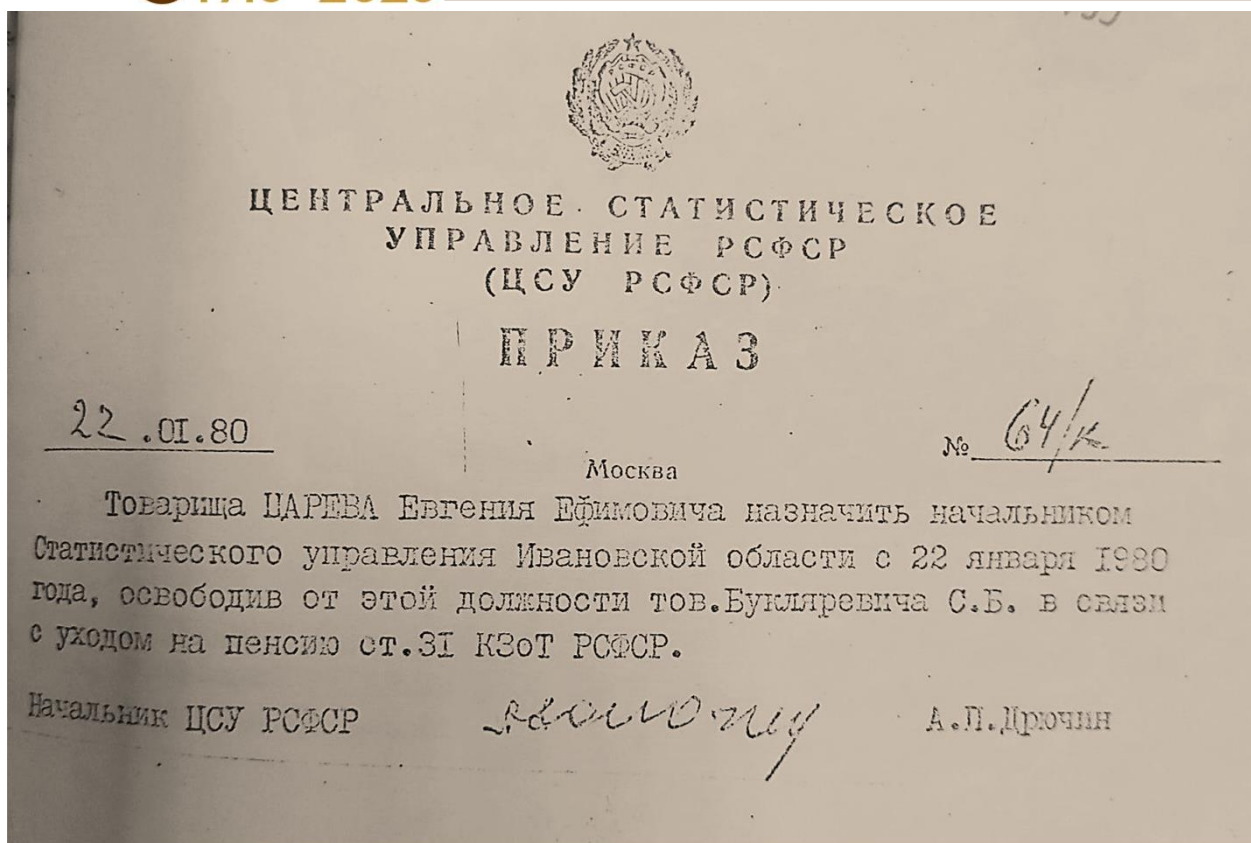 ЦЕНТРАЛЬНОЕ СТАТИСТИЧЕСКОЕ
УПРАВЛЕНИЕ РСФСР
(ЦСУ РСФСР)
ПРИКАЗ
22.01.80
№ 64/к
Москва
Товарища ЦАРЕВА Евгения Ефимовича назначить начальником
Статистического управления Ивановской области с 22 января 1980
года, освободив от этой должности тов.Букляревича С.Б. в связи
с уходом на пенсию ст.31 КЗоТ РСФСР.
Начальник ЦСУ РСФСР
А.П.Дрючин